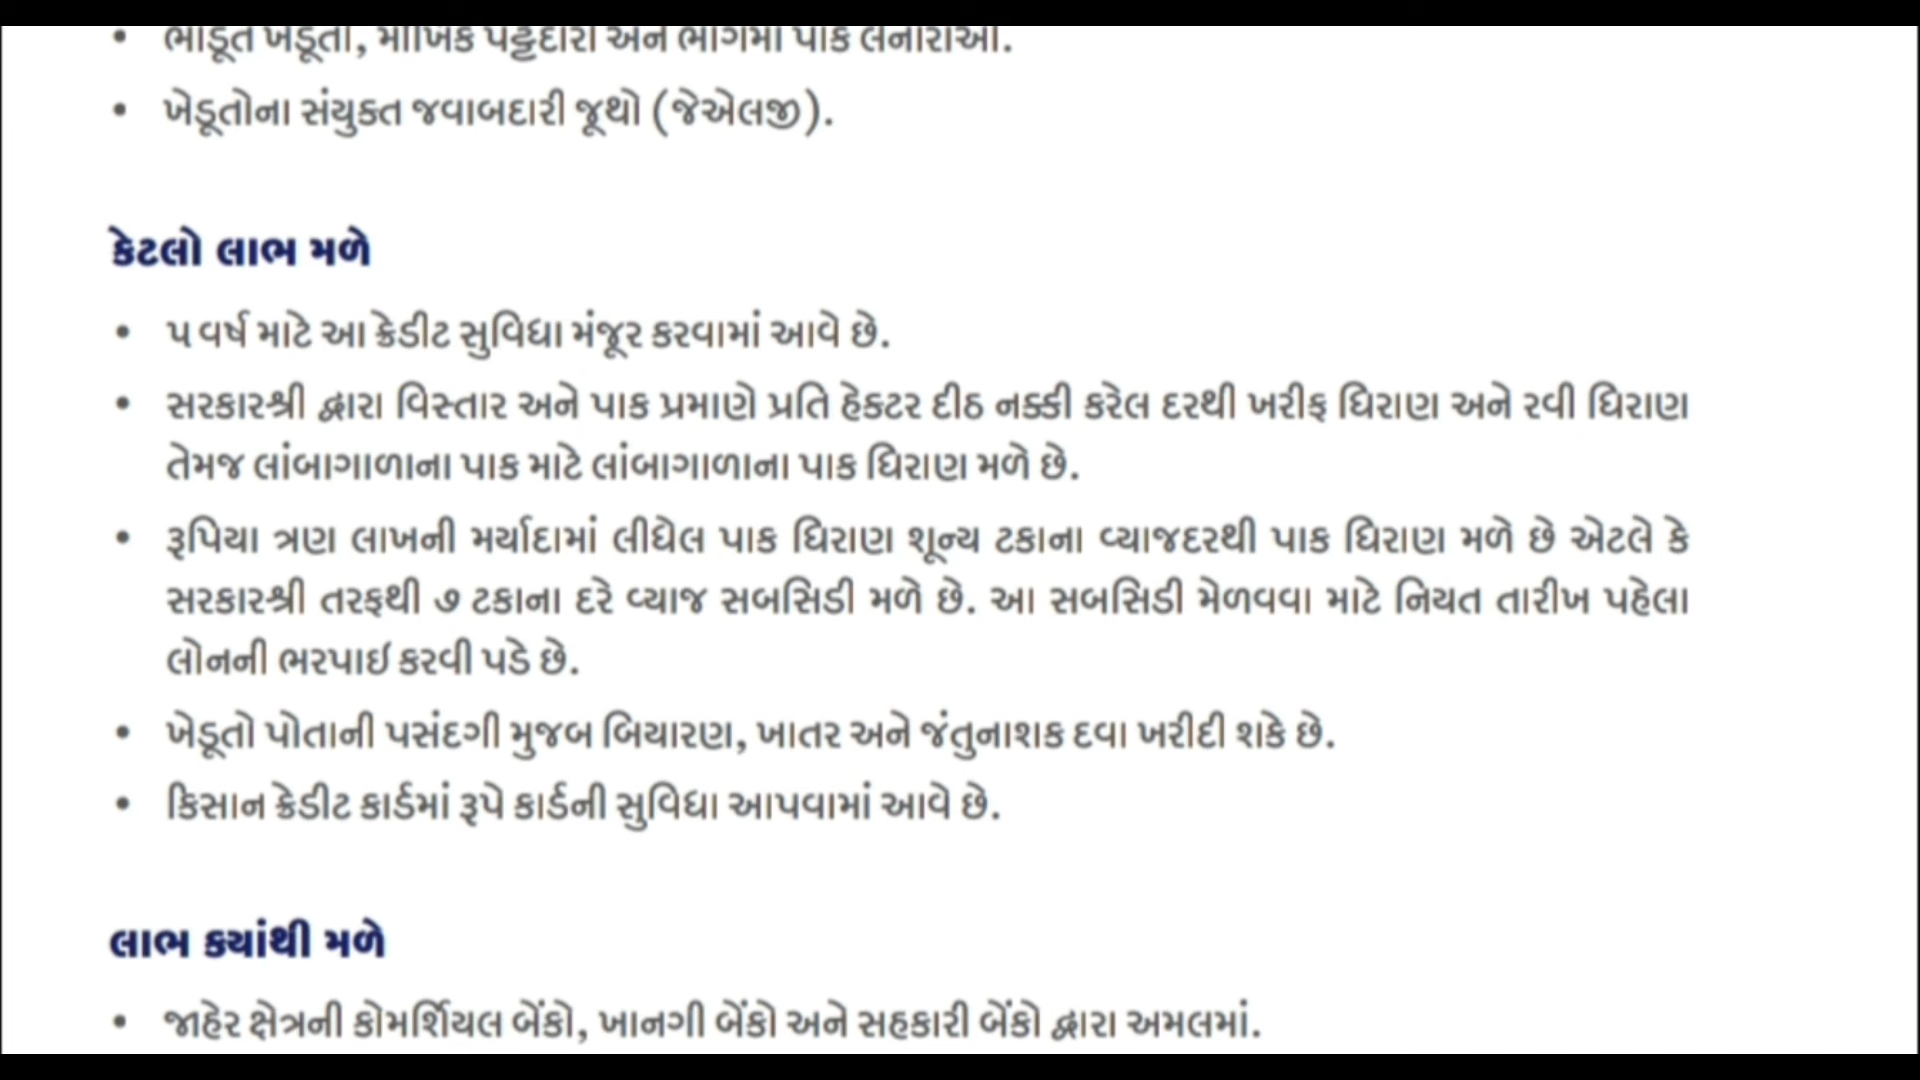 • ભાડૂત ખેડૂતો, મૌખિક પટ્ટેદારો અને ભાગમાં પાક લેનારાઓ.
• ખેડૂતોના સંયુક્ત જવાબદારી જૂથો (જેએલજી).
કેટલો લાભ મળે
• ૫ વર્ષ માટે આ ક્રેડીટ સુવિધા મંજૂર કરવામાં આવે છે.
• સરકારશ્રી દ્વારા વિસ્તાર અને પાક પ્રમાણે પ્રતિ હેક્ટર દીઠ નક્કી કરેલ દરથી ખરીફ ધિરાણ અને રવી ધિરાણ
તેમજ લાંબાગાળાના પાક માટે લાંબાગાળાના પાક ધિરાણ મળે છે.
• રૂપિયા ત્રણ લાખની મર્યાદામાં લીધેલ પાક ધિરાણ શૂન્ય ટકાના વ્યાજદરથી પાક ધિરાણ મળે છે એટલે કે
સરકારશ્રી તરફથી ૭ ટકાના દરે વ્યાજ સબસિડી મળે છે. આ સબસિડી મેળવવા માટે નિયત તારીખ પહેલા
લોનની ભરપાઈ કરવી પડે છે.
• ખેડૂતો પોતાની પસંદગી મુજબ બિયારણ, ખાતર અને જંતુનાશક દવા ખરીદી શકે છે.
• કિસાન ક્રેડીટ કાર્ડમાં રૂપે કાર્ડની સુવિધા આપવામાં આવે છે.
લાભ ક્યાંથી મળે
• જાહેર ક્ષેત્રની કોમર્શિયલ બેંકો, ખાનગી બેંકો અને સહકારી બેંકો દ્વારા અમલમાં.